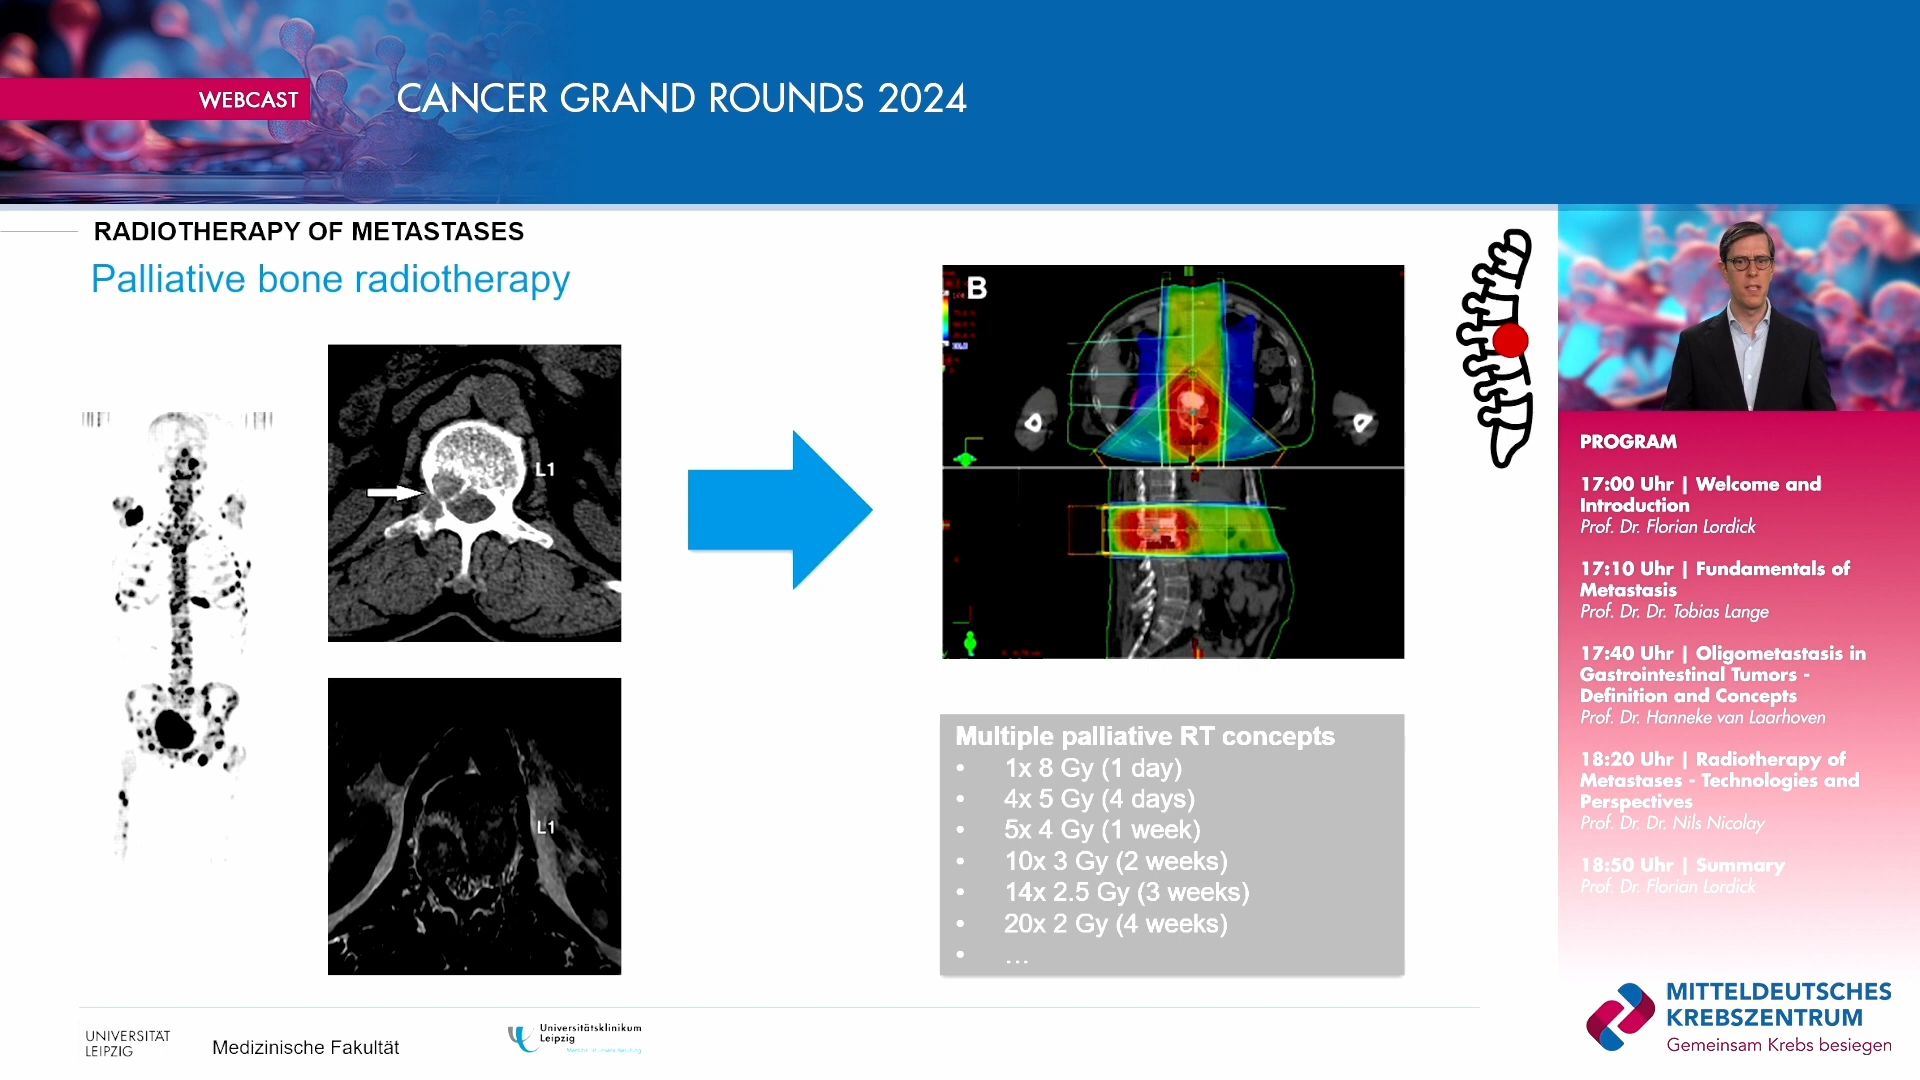 WEBCAST
CANCER GRAND ROUNDS 2024
RADIOTHERAPY OF METASTASES
Palliative bone radiotherapy
L1
L1
B
Multiple palliative RT concepts
• 1x 8 Gy (1 day)
• 4x 5 Gy (4 days)
• 5x 4 Gy (1 week)
• 10x 3 Gy (2 weeks)
• 14x 2.5 Gy (3 weeks)
• 20x 2 Gy (4 weeks)
• ...
PROGRAM
17:00 Uhr | Welcome and
Introduction
Prof. Dr. Florian Lordick
17:10 Uhr | Fundamentals of
Metastasis
Prof. Dr. Dr. Tobias Lange
17:40 Uhr | Oligometastasis in
Gastrointestinal Tumors -
Definition and Concepts
Prof. Dr. Hanneke van Laarhoven
18:20 Uhr | Radiotherapy of
Metastases - Technologies and
Perspectives
Prof. Dr. Dr. Nils Nicolay
18:50 Uhr | Summary
Prof. Dr. Florian Lordick
UNIVERSITÄT
LEIPZIG
Medizinische Fakultät
Universitätsklinikum
Leipzig
MITTELDEUTSCHES
KREBSZENTRUM
Gemeinsam Krebs besiegen